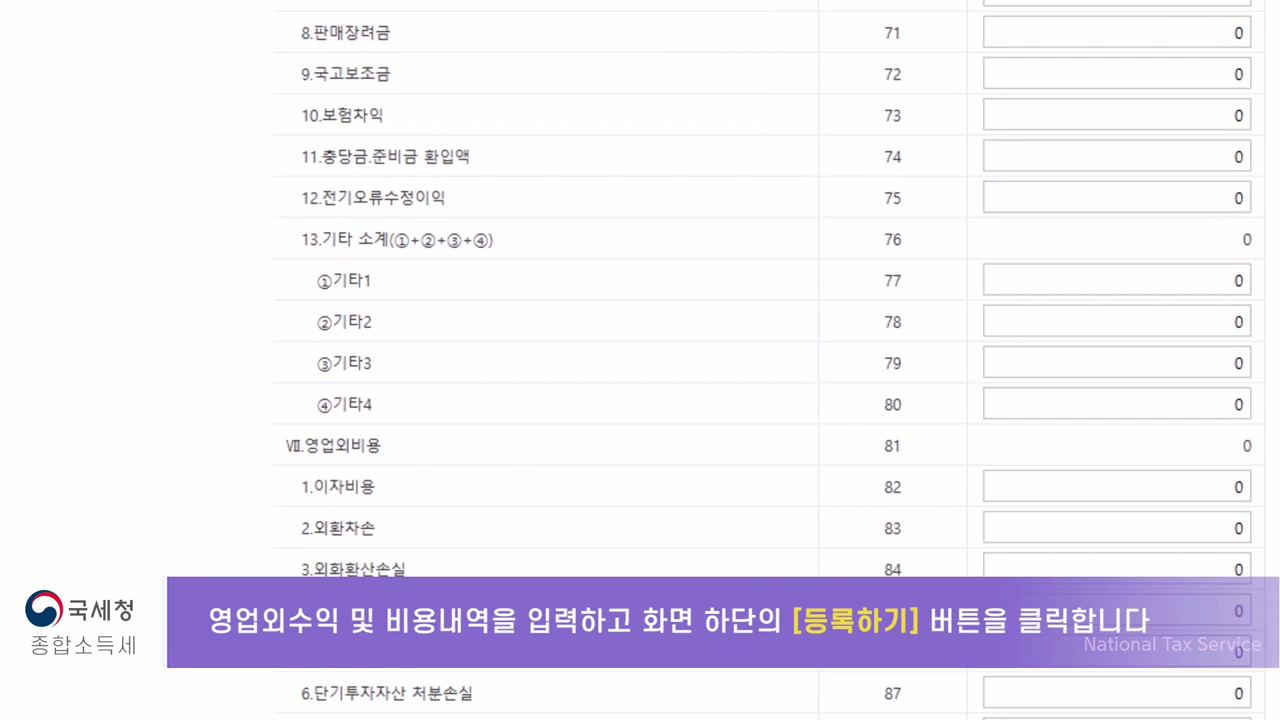 8.판매장려금 71 0
9.국고보조금 72 0
10.보험차익 73 0
11.충당금.준비금 환입액 74 0
12.전기오류수정이익 75 0
13.기타 소계(①+②+③+④) 76 0
①기타1 77 0
②기타2 78 0
③기타3 79 0
④기타4 80 0
Ⅶ.영업외비용 81 0
1.이자비용 82 0
2.외환차손 83 0
3.외화환산손실 84 0
0
0
국세청
종합소득세
영업외수익 및 비용내역을 입력하고 화면 하단의 [등록하기] 버튼을 클릭합니다
National Tax Service
6.단기투자자산 처분손실 87 0